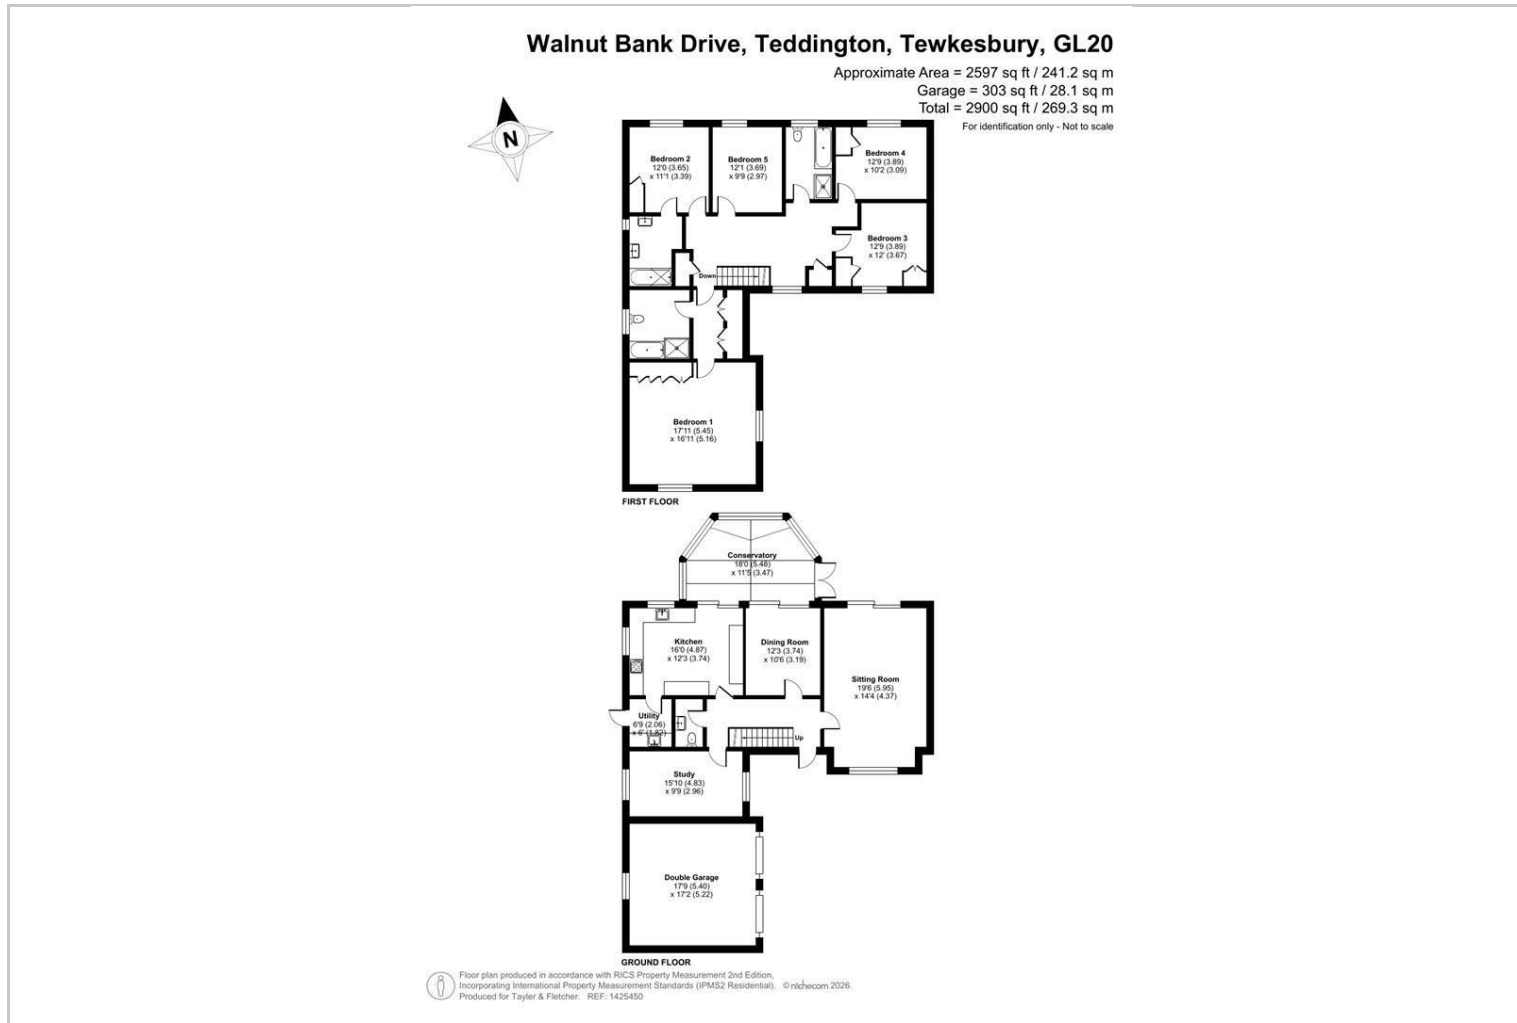 Walnut Bank Drive, Teddington, Tewkesbury, GL20
Approximate Area = 2597 sq ft / 241.2 sq m
Garage = 303 sq ft / 28.1 sq m
Total = 2900 sq ft / 269.3 sq m
For identification only - Not to scale
N
Bedroom 2
12'0 (3.65)
x 11'1 (3.39)
Bedroom 5
12'1 (3.69)
x 9'9 (2.97)
Bedroom 4
12'9 (3.89)
x 10'2 (3.09)
Bedroom 3
12'9 (3.89)
x 12' (3.67)
Down
Bedroom 1
17'11 (5.45)
x 16'11 (5.16)
FIRST FLOOR
Conservatory
18'0 (5.48)
x 11'5 (3.47)
Kitchen
16'0 (4.87)
x 12'3 (3.74)
Dining Room
12'3 (3.74)
x 10'6 (3.19)
Sitting Room
19'6 (5.95)
x 14'4 (4.37)
Utility
6'9 (2.06)
x 6' (1.82)
Up
Study
15'10 (4.83)
x 9'9 (2.96)
Double Garage
17'9 (5.40)
x 17'2 (5.22)
GROUND FLOOR
Floor plan produced in accordance with RICS Property Measurement 2nd Edition,
Incorporating International Property Measurement Standards (IPMS2 Residential). © nichecom 2026.
Produced for Tayler & Fletcher. REF: 1425450